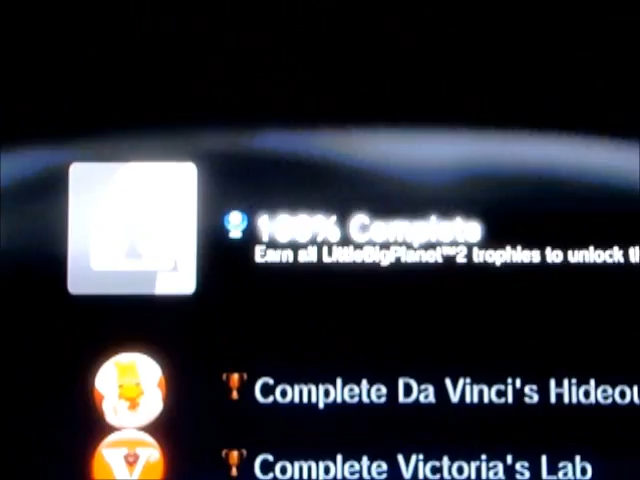 100% Complete
Earn all LittleBigPlanet™2 trophies to unlock
Complete Da Vinci's
Complete Victoria's Lab